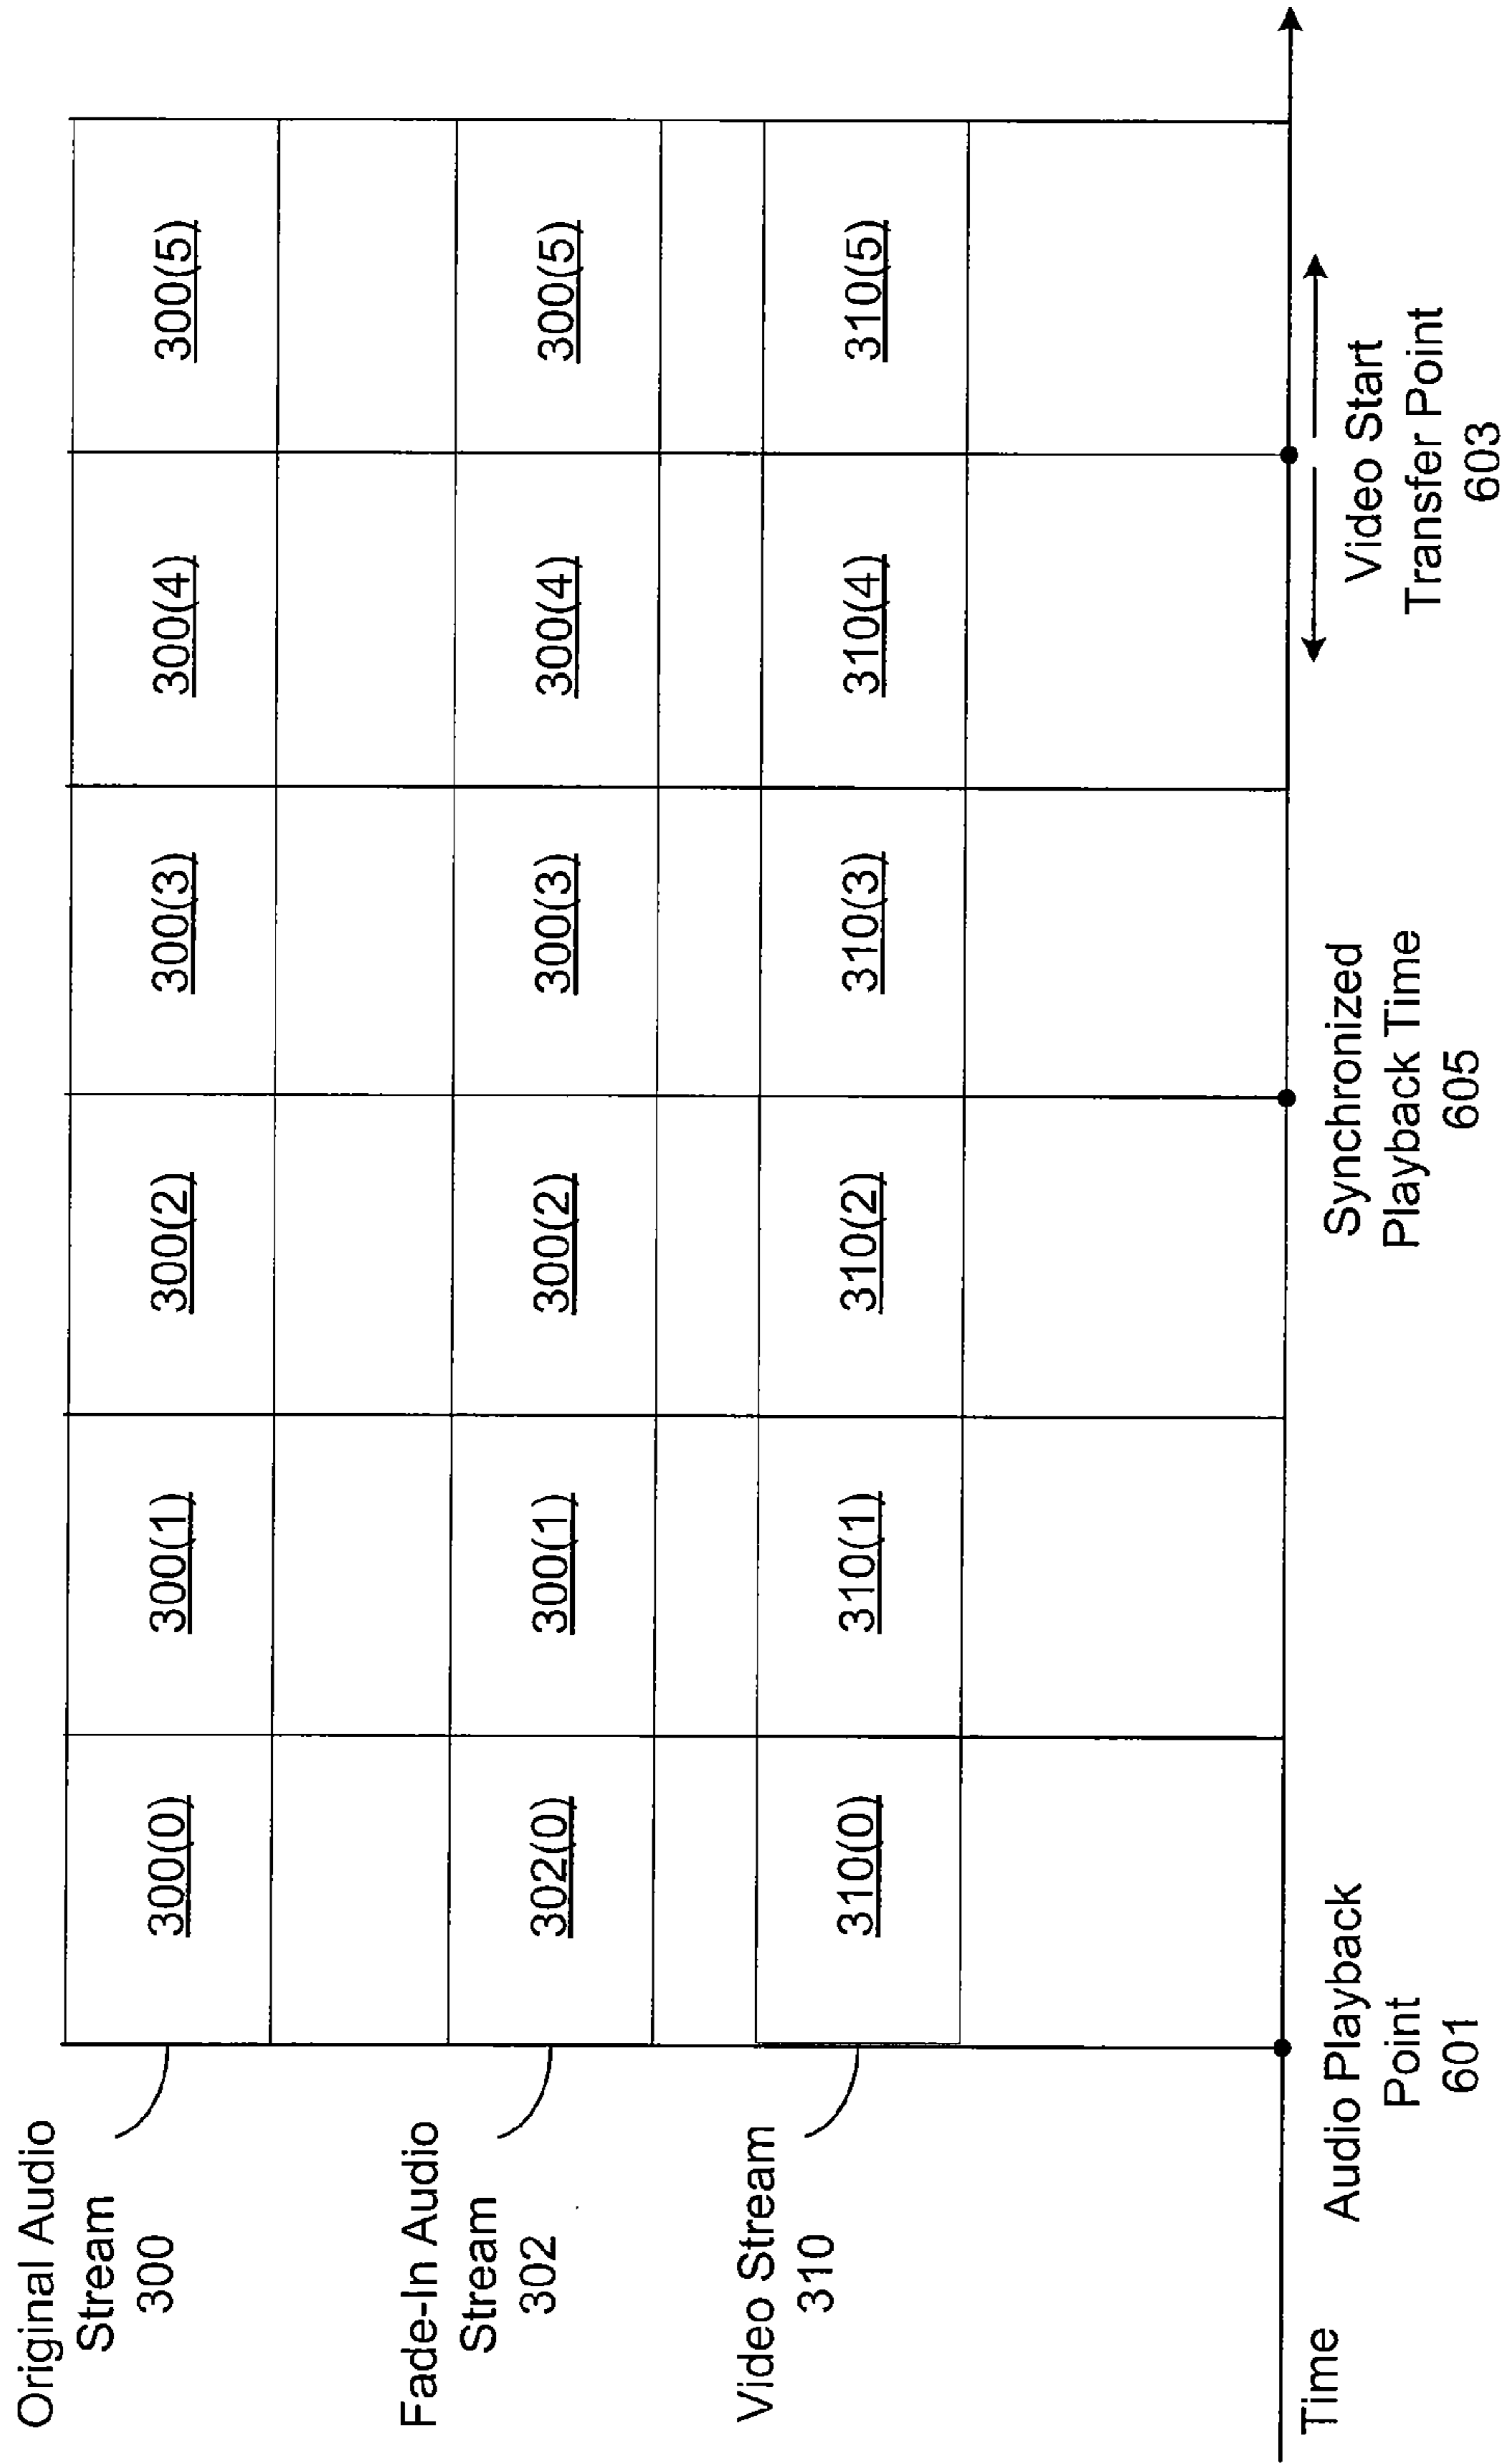 Original Audio
Stream
300
300(0)
300(1)
300(2)
300(3)
300(4)
300(5)
Fade-In Audio
Stream
302
302(0)
300(1)
300(2)
300(3)
300(4)
300(5)
Video Stream
310
310(0)
310(1)
310(2)
310(3)
310(4)
310(5)
Time
Audio Playback
Point
601
Synchronized
Playback Time
605
Video Start
Transfer Point
603